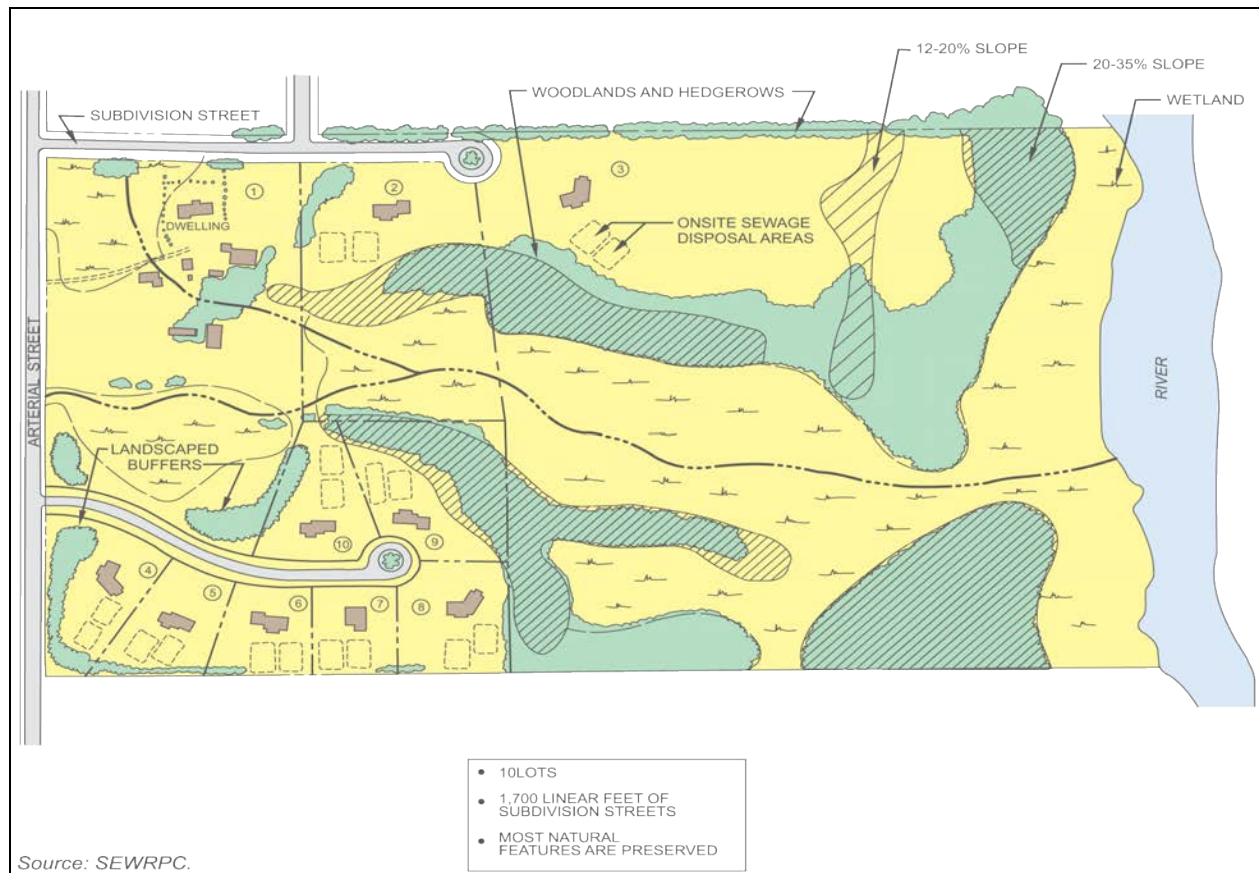 12-20% SLOPE
20-35% SLOPE
WOODLANDS AND HEDGEROWS
WETLAND
SUBDIVISION STREET
1
2
3
DWELLING
ONSITE SEWAGE
DISPOSAL AREAS
ARTERIAL STREET
RIVER
LANDSCAPED
BUFFERS
10
9
4
5
6
7
8
• 10LOTS
• 1,700 LINEAR FEET OF
SUBDIVISION STREETS
• MOST NATURAL
FEATURES ARE PRESERVED
Source: SEWRPC.